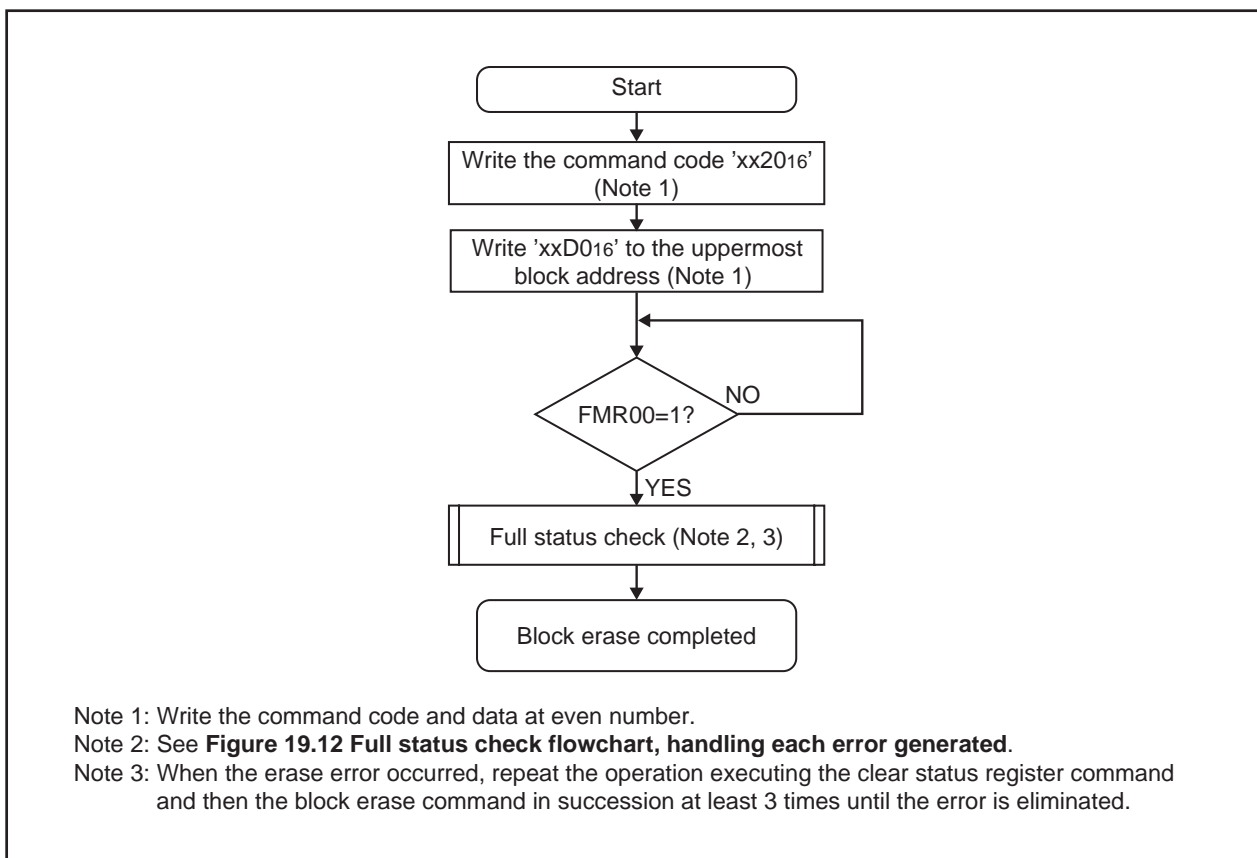 Start
Write the command code ’xx2016’
(Note 1)
Write ’xxD016’ to the uppermost
block address (Note 1)
NO
FMR00=1?
YES
Full status check (Note 2, 3)
Block erase completed
Note 1: Write the command code and data at even number.
Note 2: See Figure 19.12 Full status check flowchart, handling each error generated.
Note 3: When the erase error occurred, repeat the operation executing the clear status register command
and then the block erase command in succession at least 3 times until the error is eliminated.